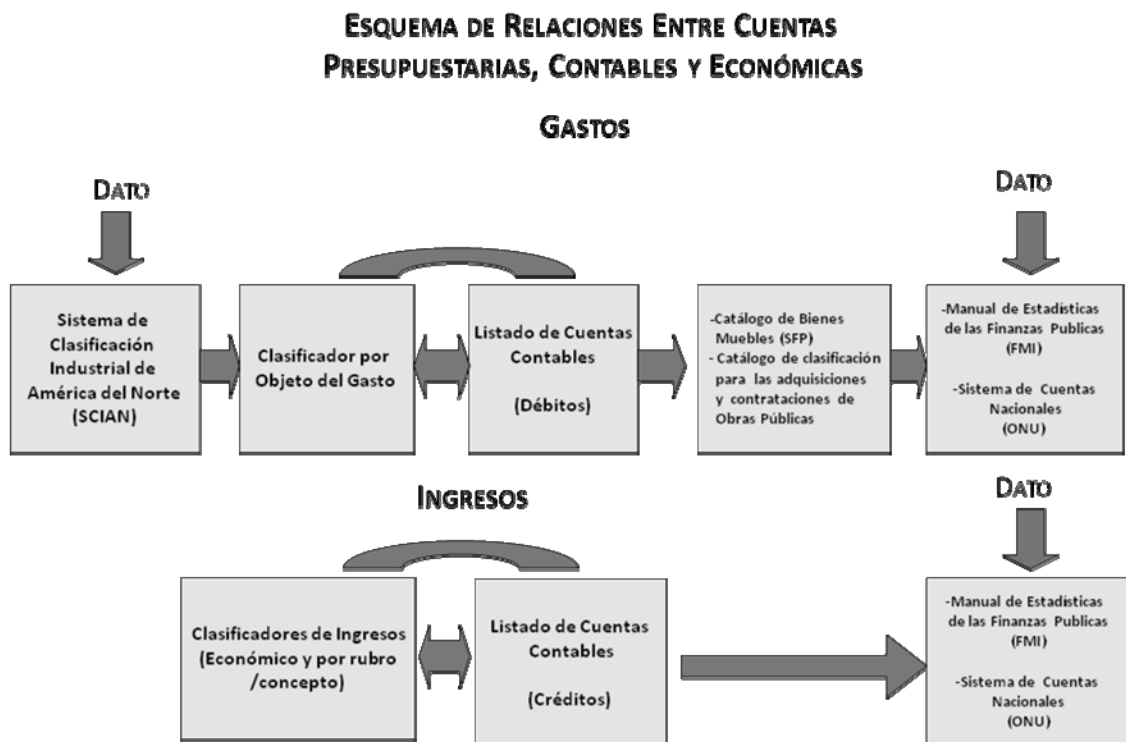 ESQUEMA DE RELACIONES ENTRE CUENTAS
PRESUPUESTARIAS, CONTABLES Y ECONÓMICAS
GASTOS
DATO
DATO
Sistema de
Clasificación
Industrial de
América del Norte
(SCIAN)
Clasificador por
Objeto del Gasto
Listado de Cuentas
Contables
(Débitos)
-Catálogo de Bienes
Muebles (SFP)
- Catálogo de clasificación
para las adquisiciones
y contrataciones de
Obras Públicas
-Manual de Estadísticas
de las Finanzas Publicas
(FMI)
-Sistema de Cuentas
Nacionales
(ONU)
INGRESOS
DATO
Clasificadores de Ingresos
(Económico y por rubro
/concepto)
Listado de Cuentas
Contables
(Créditos)
-Manual de Estadísticas
de las Finanzas Publicas
(FMI)
-Sistema de Cuentas
Nacionales
(ONU)